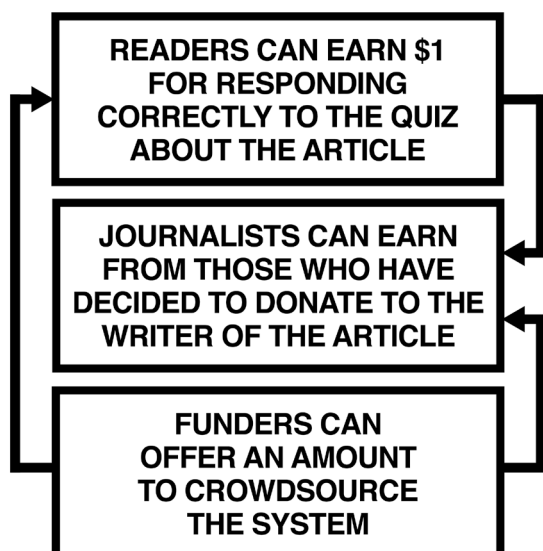 READERS CAN EARN $1
FOR RESPONDING
CORRECTLY TO THE QUIZ
ABOUT THE ARTICLE
JOURNALISTS CAN EARN
FROM THOSE WHO HAVE
DECIDED TO DONATE TO THE
WRITER OF THE ARTICLE
FUNDERS CAN
OFFER AN AMOUNT
TO CROWDSOURCE
THE SYSTEM